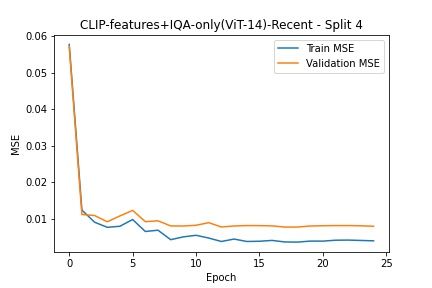 CLIP-features+IQA-only(ViT-14)-Recent - Split 4
Train MSE
Validation MSE
0.06
0.05
0.04
0.03
0.02
0.01
MSE
0 5 10 15 20 25
Epoch